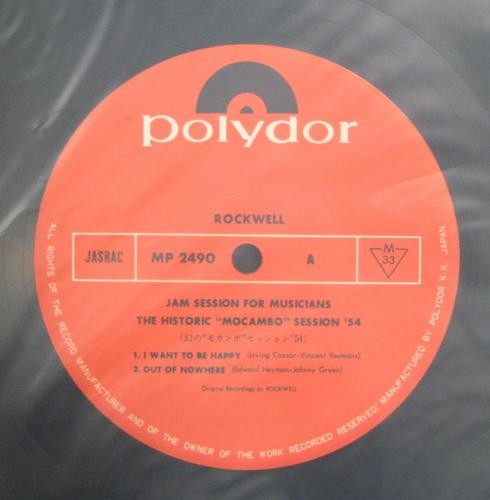 polydor
ROCKWELL
JASRAC MP 2490 A M 33
JAM SESSION FOR MUSICIANS
THE HISTORIC "MOCAMBO" SESSION '54
(幻の"モカンボ"セッション'54)
1. I WANT TO BE HAPPY (Irving Caesar-Vincent Youmans)
2. OUT OF NOWHERE (Edward Heyman-Johnny Green)
Original Recordings by ROCKWELL
ALL RIGHTS OF THE RECORD MANUFACTURER AND OF THE OWNER OF THE WORK RECORDED RESERVED/ MANUFACTURED BY POLYDOR K.K. JAPAN.